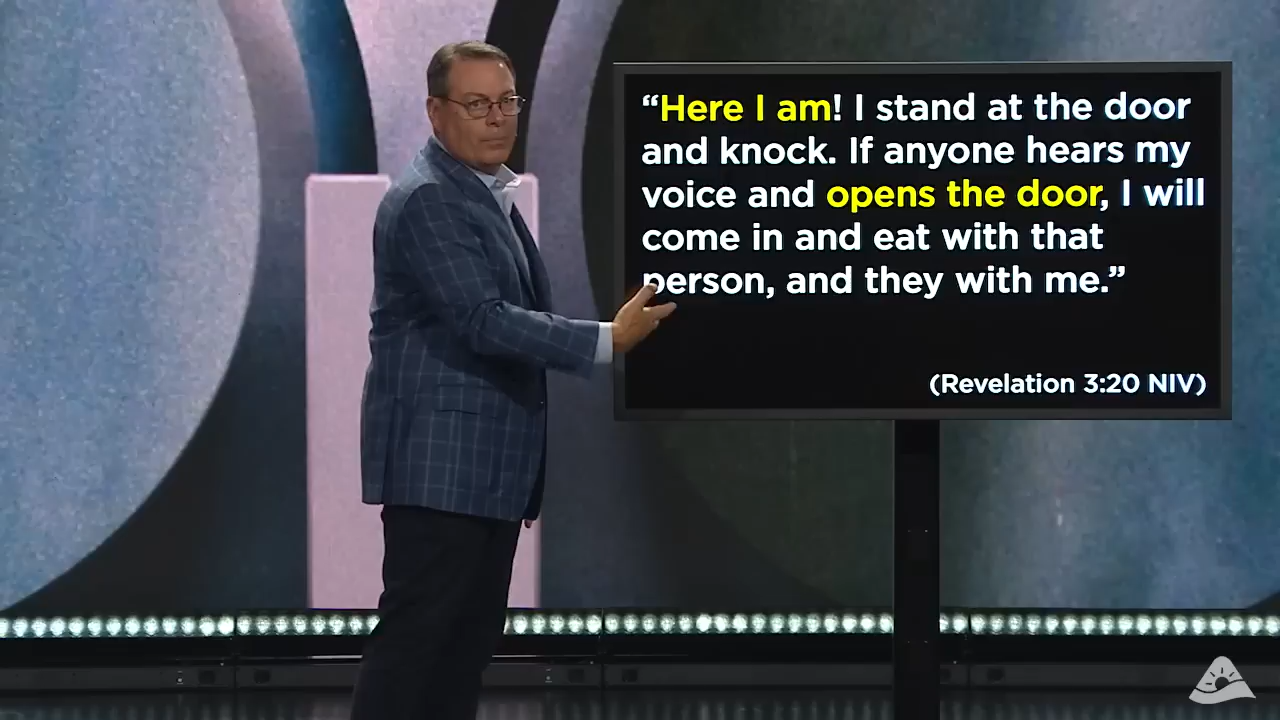 “Here I am! I stand at the door
and knock. If anyone hears my
voice and opens the door, I will
come in and eat with that
person, and they with me.”
(Revelation 3:20 NIV)